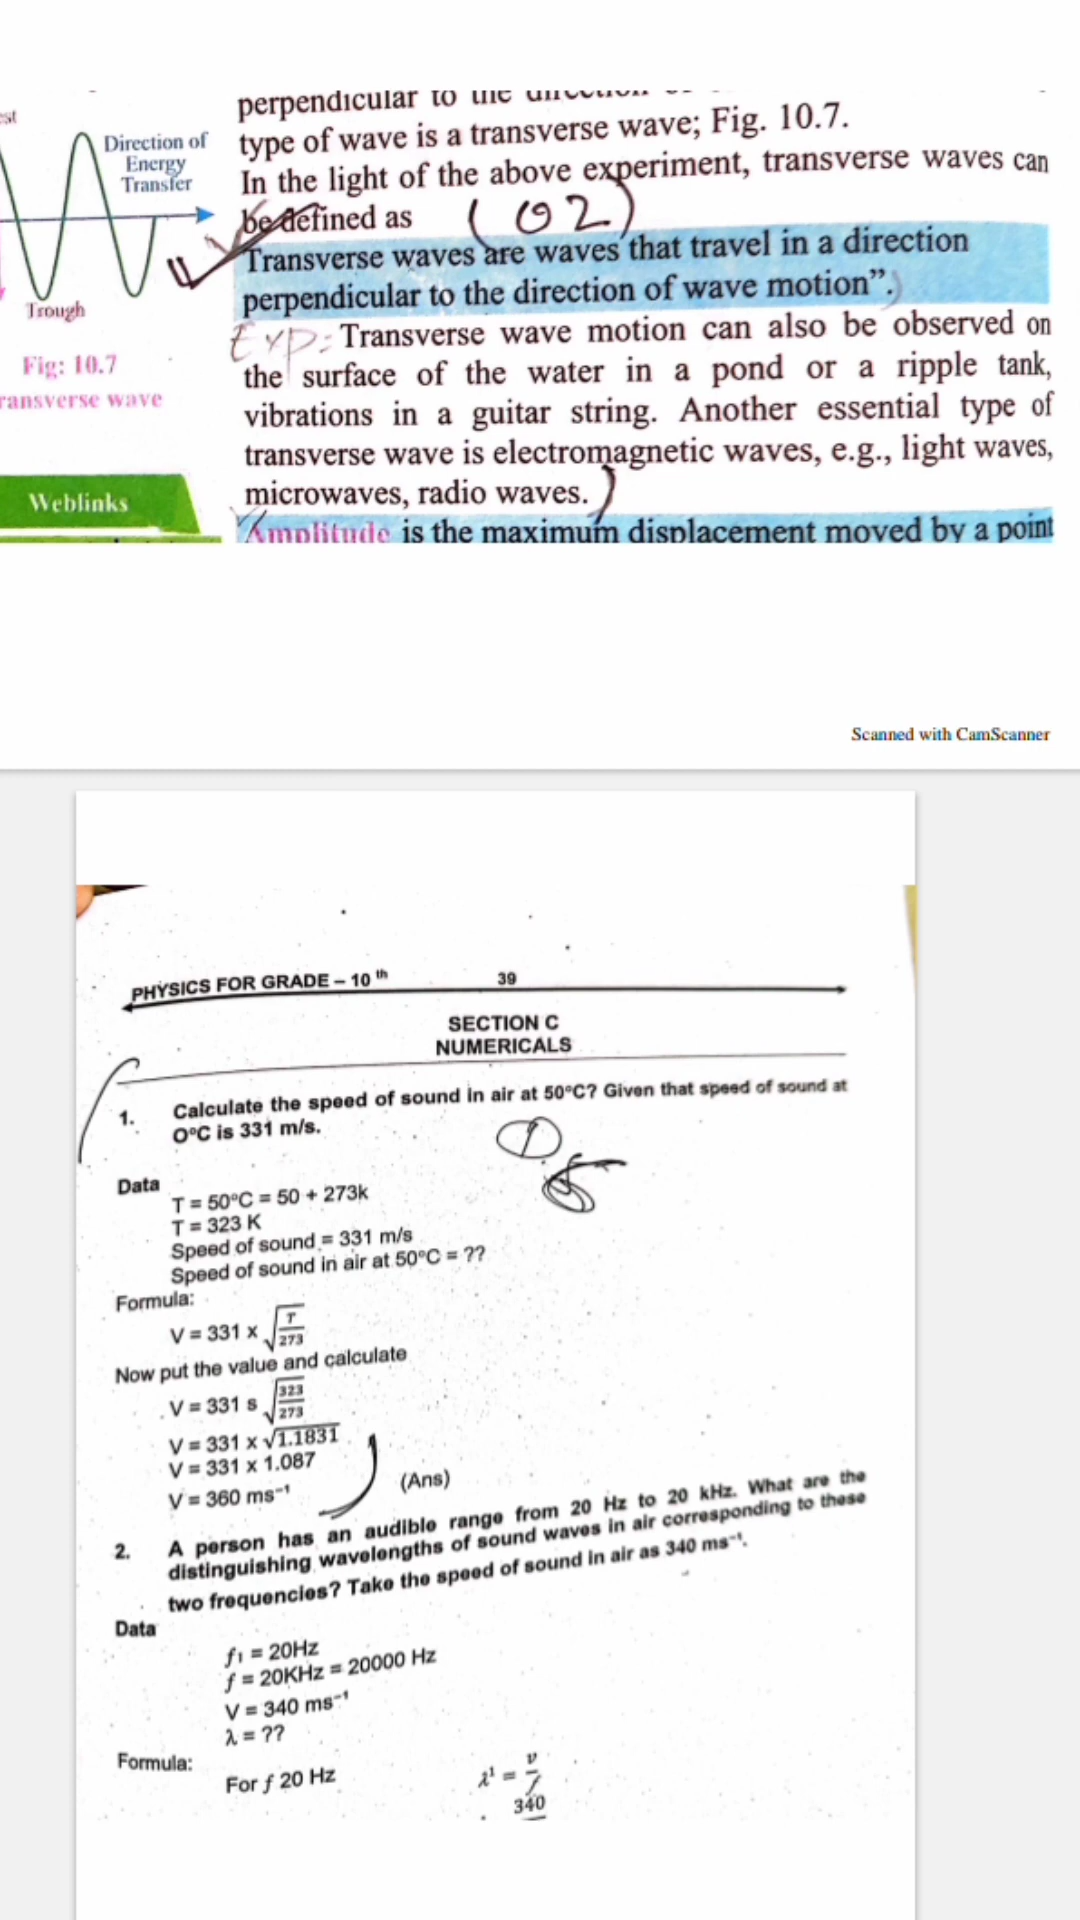 type of wave is a transverse wave; Fig. 10.7.
In the light of the above experiment, transverse waves can
be defined as (02)
Transverse waves are waves that travel in a direction
perpendicular to the direction of wave motion”.)
Exp: Transverse wave motion can also be observed on
the surface of the water in a pond or a ripple tank,
vibrations in a guitar string. Another essential type of
transverse wave is electromagnetic waves, e.g., light waves,
microwaves, radio waves. )
Amplitude is the maximum displacement moved by a point
Direction of
Energy
Transfer
Trough
Fig: 10.7
ransverse wave
Weblinks
Scanned with CamScanner
PHYSICS FOR GRADE – 10 th 39
SECTION C
NUMERICALS
1. Calculate the speed of sound in air at 50°C? Given that speed of sound at
O°C is 331 m/s.
Data
T = 50°C = 50 + 273k
T = 323 K
Speed of sound = 331 m/s
Speed of sound in air at 50°C = ??
Formula:
V = 331 x √T/273
Now put the value and calculate
V = 331 s √323/273
V = 331 x √1.1831
V = 331 x 1.087
V = 360 ms⁻¹ (Ans)
2. A person has an audible range from 20 Hz to 20 kHz. What are the
distinguishing wavelengths of sound waves in air corresponding to these
two frequencies? Take the speed of sound in air as 340 ms⁻¹.
Data
f₁ = 20Hz
f = 20KHz = 20000 Hz
V = 340 ms⁻¹
λ = ??
Formula:
For f 20 Hz λ¹ = v/f
340